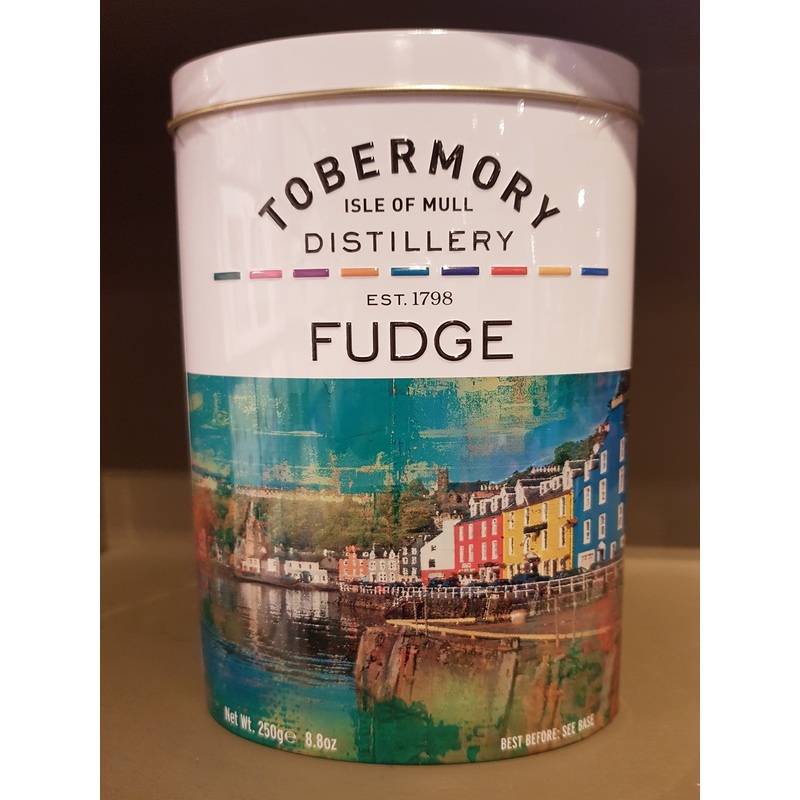 TOBERMORY
ISLE OF MULL
DISTILLERY
EST. 1798
FUDGE
Net Wt. 250g℮ 8.8oz
BEST BEFORE: SEE BASE